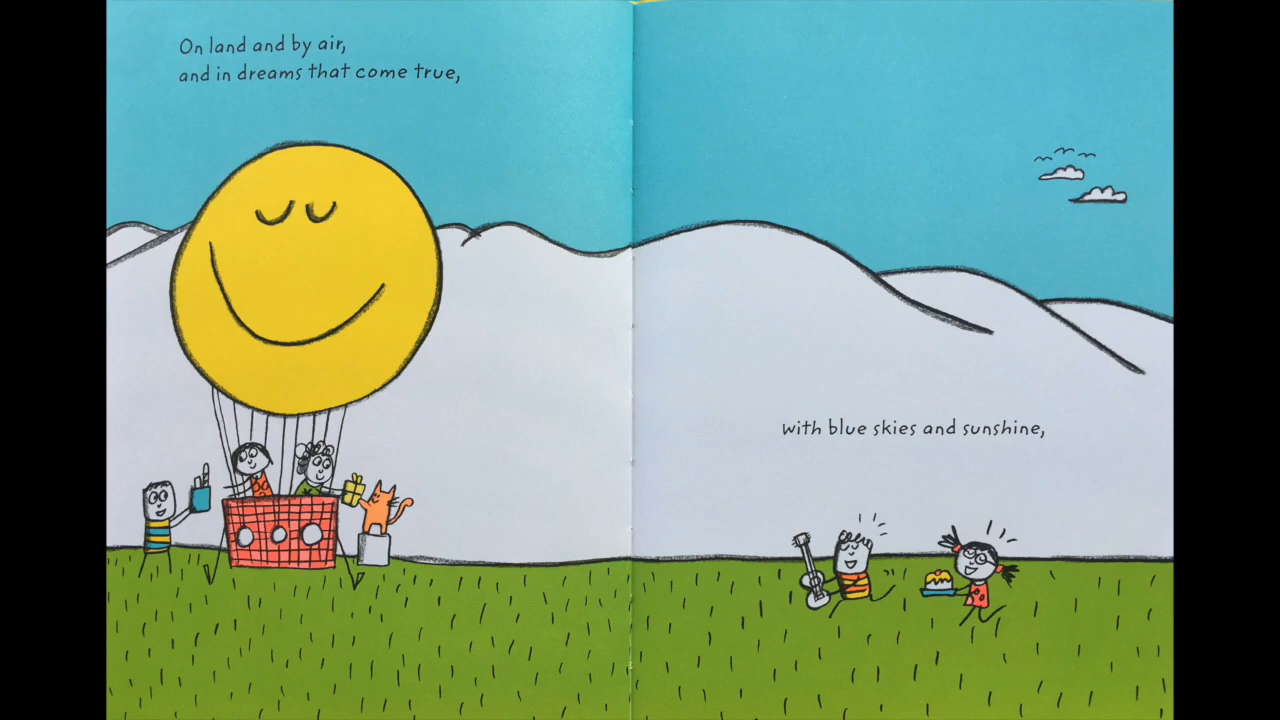 On land and by air,
and in dreams that come true,
with blue skies and sunshine,